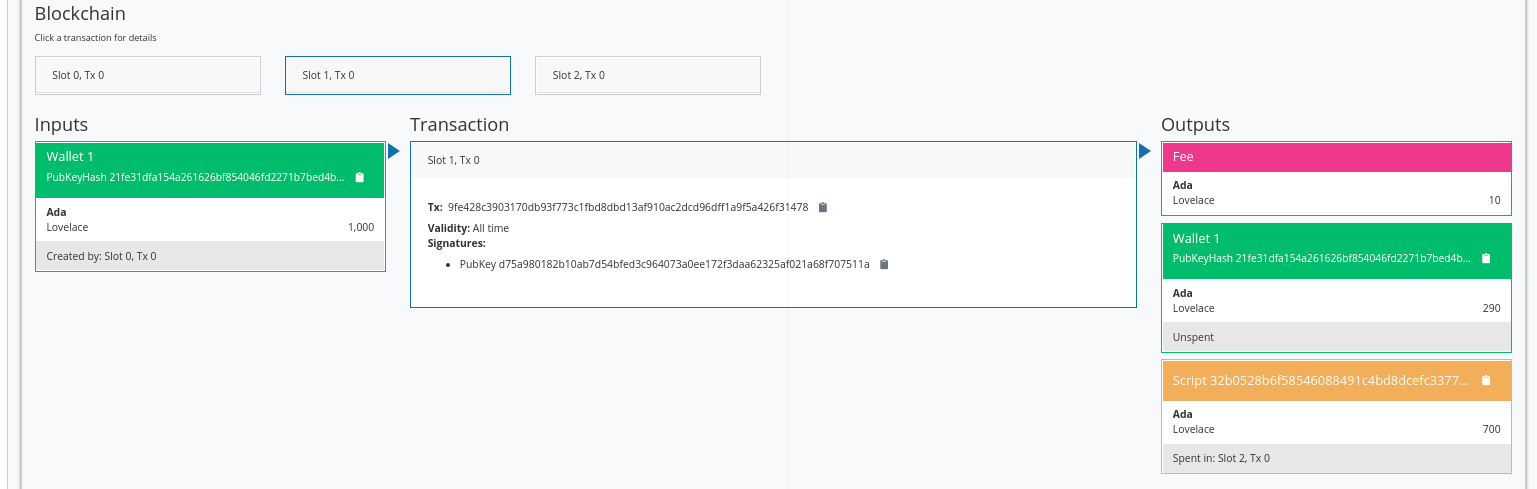 Blockchain
Click a transaction for details
Slot 0, Tx 0
Slot 1, Tx 0
Slot 2, Tx 0
Inputs
Wallet 1
PubKeyHash 21fe31dfa154a261626bf854046fd2271b7bed4b...
Ada
Lovelace 1,000
Created by: Slot 0, Tx 0
Transaction
Slot 1, Tx 0
Tx: 9fe428c3903170db93f773c1fbd8dbd13af910ac2dcd96dff1a9f5a426f31478
Validity: All time
Signatures:
• PubKey d75a980182b10ab7d54bfed3c964073a0ee172f3daa62325af021a68f707511a
Outputs
Fee
Ada
Lovelace 10
Wallet 1
PubKeyHash 21fe31dfa154a261626bf854046fd2271b7bed4b...
Ada
Lovelace 290
Unspent
Script 32b0528b6f58546088491c4bd8dcefc3377...
Ada
Lovelace 700
Spent in: Slot 2, Tx 0